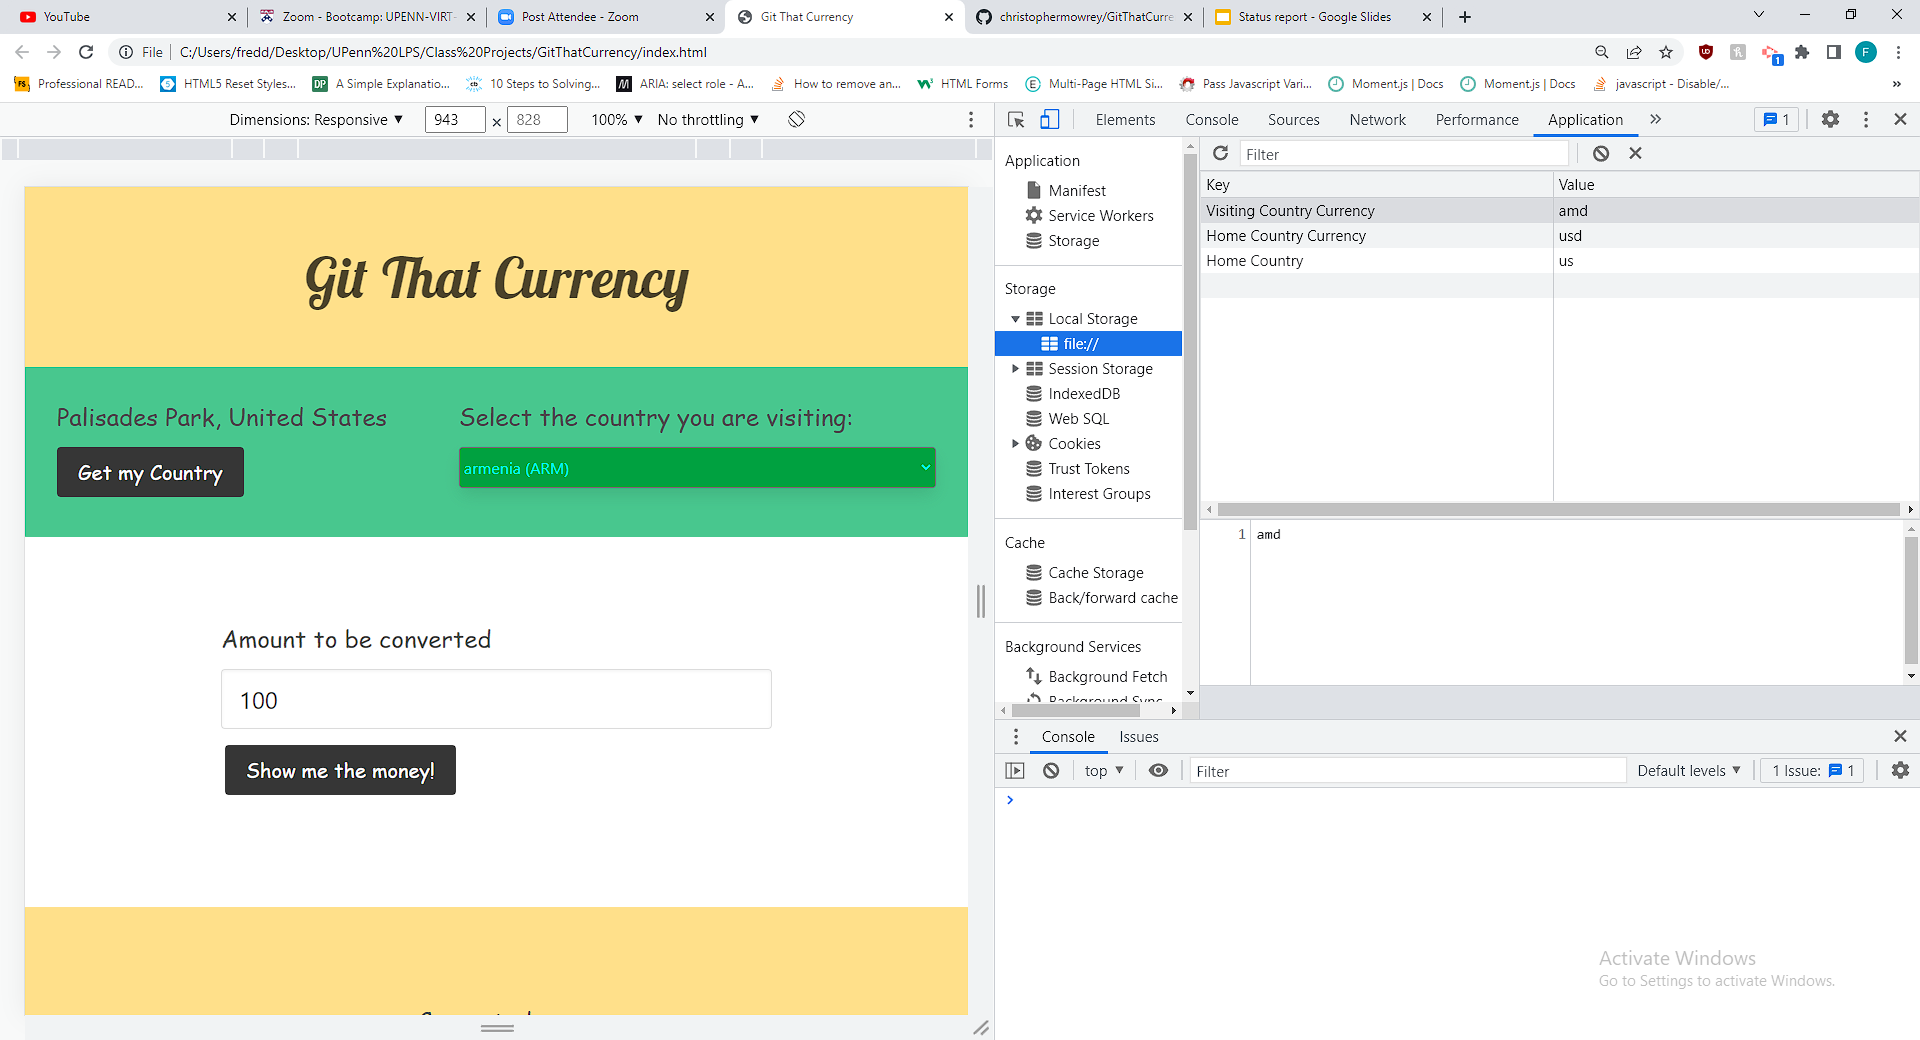 YouTube
Zoom - Bootcamp: UPENN-VIRT-
Post Attendee - Zoom
Git That Currency
christophermowrey/GitThatCurre
Status report - Google Slides
File C:/Users/fredd/Desktop/UPenn%20LPS/Class%20Projects/GitThatCurrency/index.html
1
F
Professional READ...
HTML5 Reset Styles...
DP A Simple Explanatio...
10 Steps to Solving...
M ARIA: select role - A...
How to remove an...
HTML Forms
E Multi-Page HTML Si...
Pass Javascript Vari...
Moment.js | Docs
Moment.js | Docs
javascript - Disable/...
»
Dimensions: Responsive ▼ 943 × 828 100% ▼ No throttling ▼
Elements Console Sources Network Performance Application » 1
Git That Currency
Palisades Park, United States
Get my Country
Select the country you are visiting:
armenia (ARM)
Amount to be converted
100
Show me the money!
Application
Manifest
Service Workers
Storage
Storage
Local Storage
file://
Session Storage
IndexedDB
Web SQL
Cookies
Trust Tokens
Interest Groups
Cache
Cache Storage
Back/forward cache
Background Services
Background Fetch
Background Sync
Filter
Key Value
Visiting Country Currency amd
Home Country Currency usd
Home Country us
1 amd
Console Issues
top ▼ Filter Default levels ▼ 1 Issue: 1
Activate Windows
Go to Settings to activate Windows.